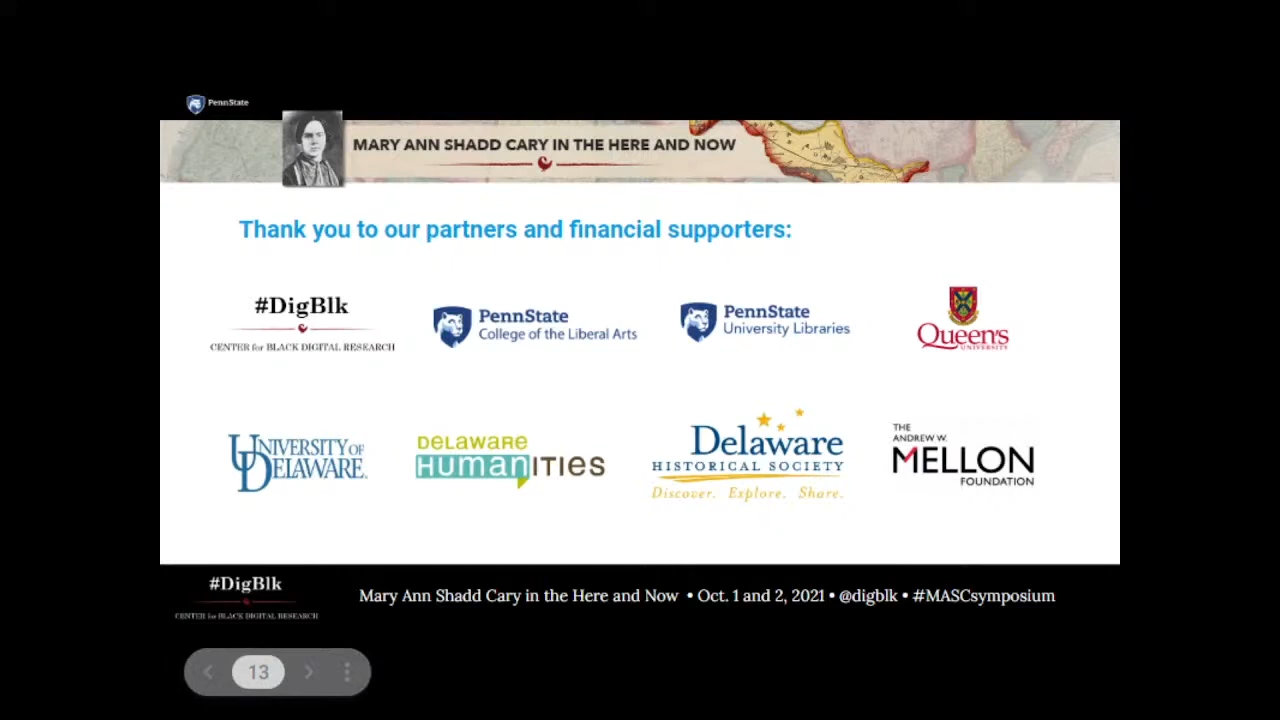 PennState
MARY ANN SHADD CARY IN THE HERE AND NOW
Thank you to our partners and financial supporters:
#DigBlk
CENTER for BLACK DIGITAL RESEARCH
PennState
College of the Liberal Arts
PennState
University Libraries
Queen's
UNIVERSITY
UNIVERSITY OF
DELAWARE.
DELAWARE
HUMANITIES
Delaware
HISTORICAL SOCIETY
Discover. Explore. Share.
THE
ANDREW W.
MELLON
FOUNDATION
#DigBlk
CENTER for BLACK DIGITAL RESEARCH
Mary Ann Shadd Cary in the Here and Now • Oct. 1 and 2, 2021 • @digblk • #MASCsymposium
13